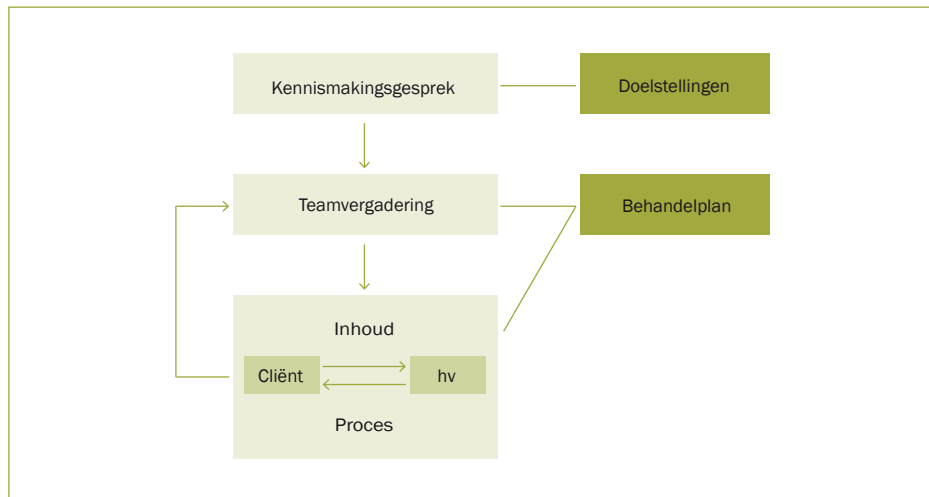 Kennismakingsgesprek
Doelstellingen
Teamvergadering
Behandelplan
Inhoud
Cliënt
hv
Proces